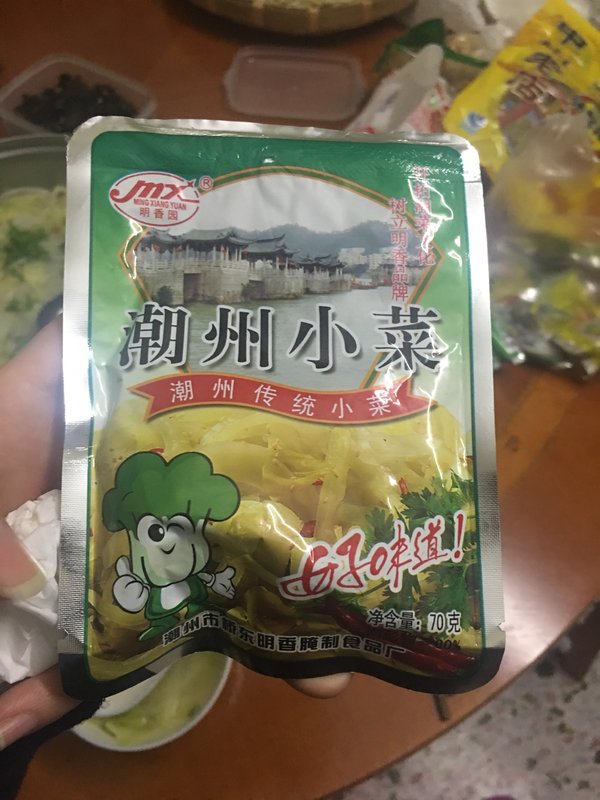 JMX®
MING XIANG YUAN
明香园
树立明香品牌
潮州小菜
潮州传统小菜
好味道!
净含量:70克
潮州市桥东明香腌制食品厂